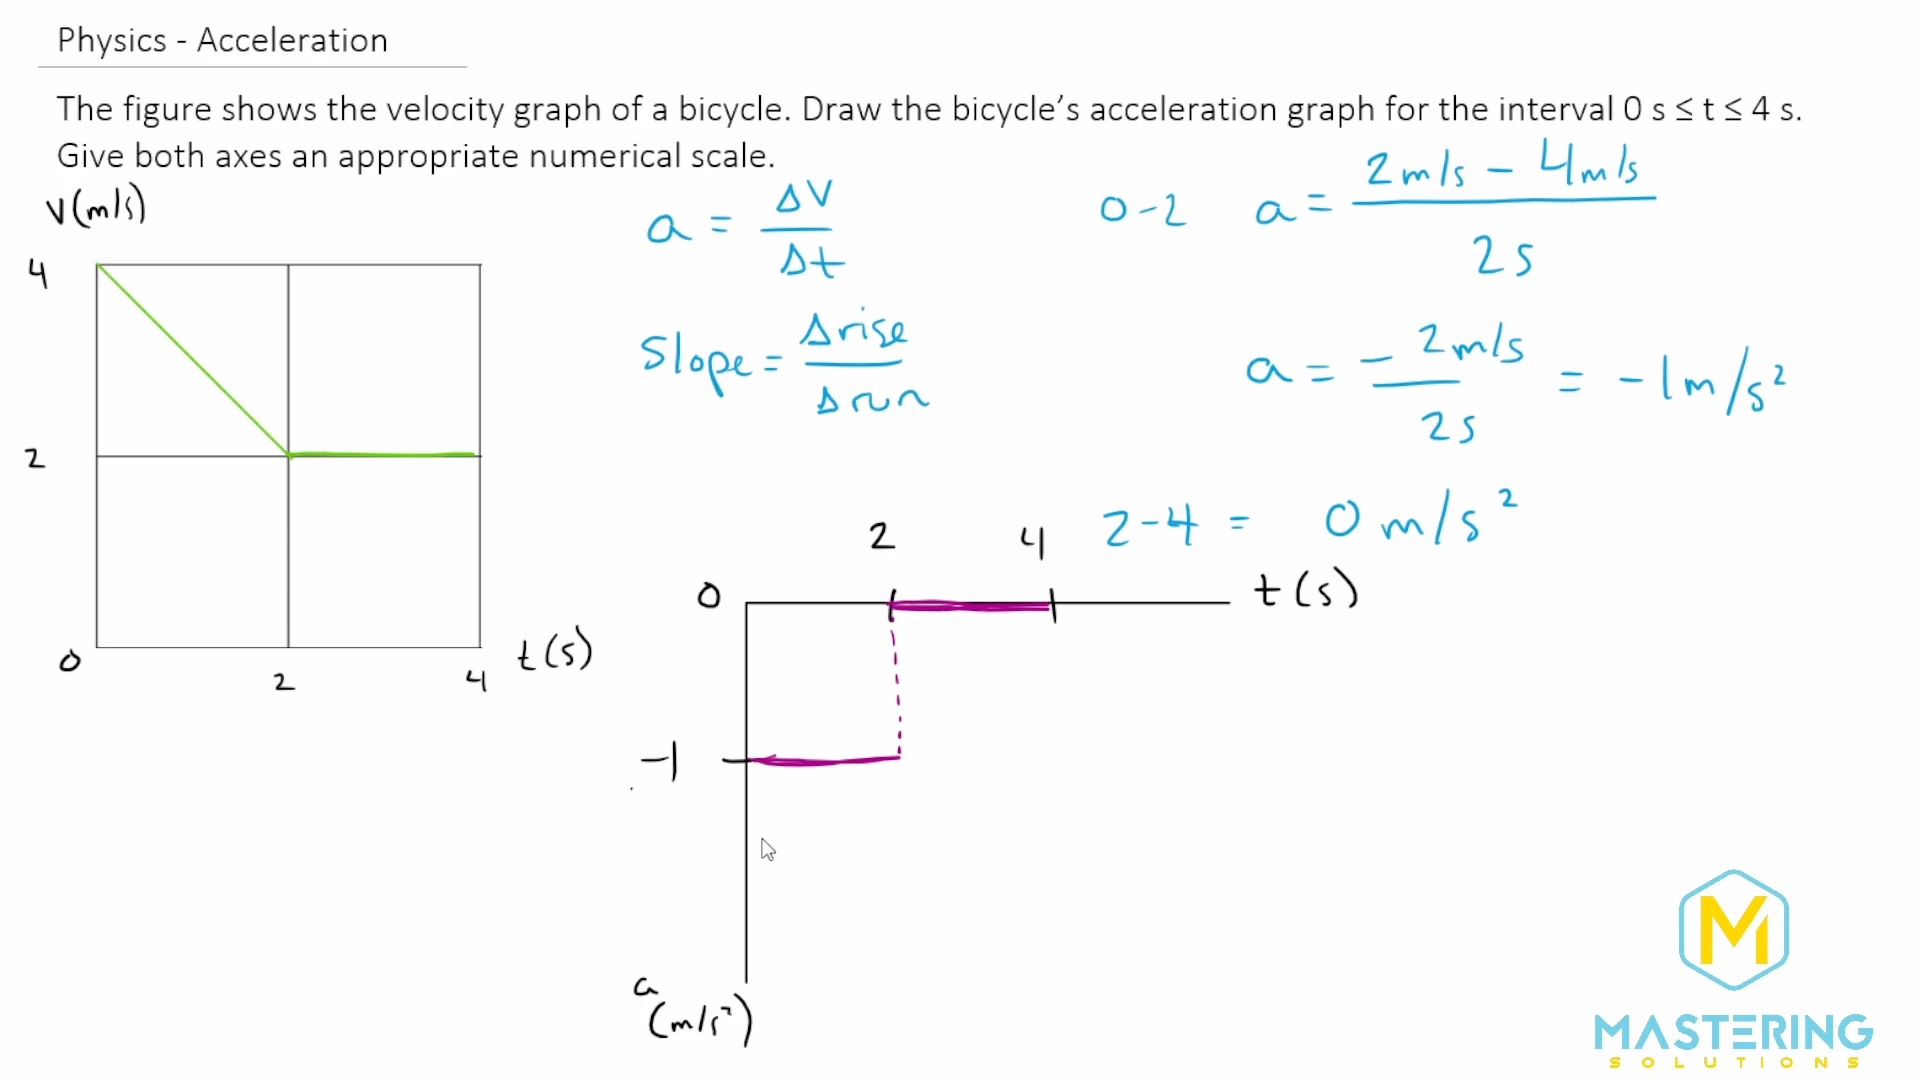 Physics - Acceleration
The figure shows the velocity graph of a bicycle. Draw the bicycle’s acceleration graph for the interval 0 s ≤ t ≤ 4 s.
Give both axes an appropriate numerical scale.
V(m/s)
4
2
0
2
4
t(s)
a = ΔV
Δt
Slope = Δrise
Δrun
0-2 a = 2m/s - 4m/s
2s
a = - 2m/s = -1m/s²
2s
2-4 = 0 m/s²
2 4
0 t(s)
-1
a
(m/s²)
M
MASTERING
SOLUTIONS